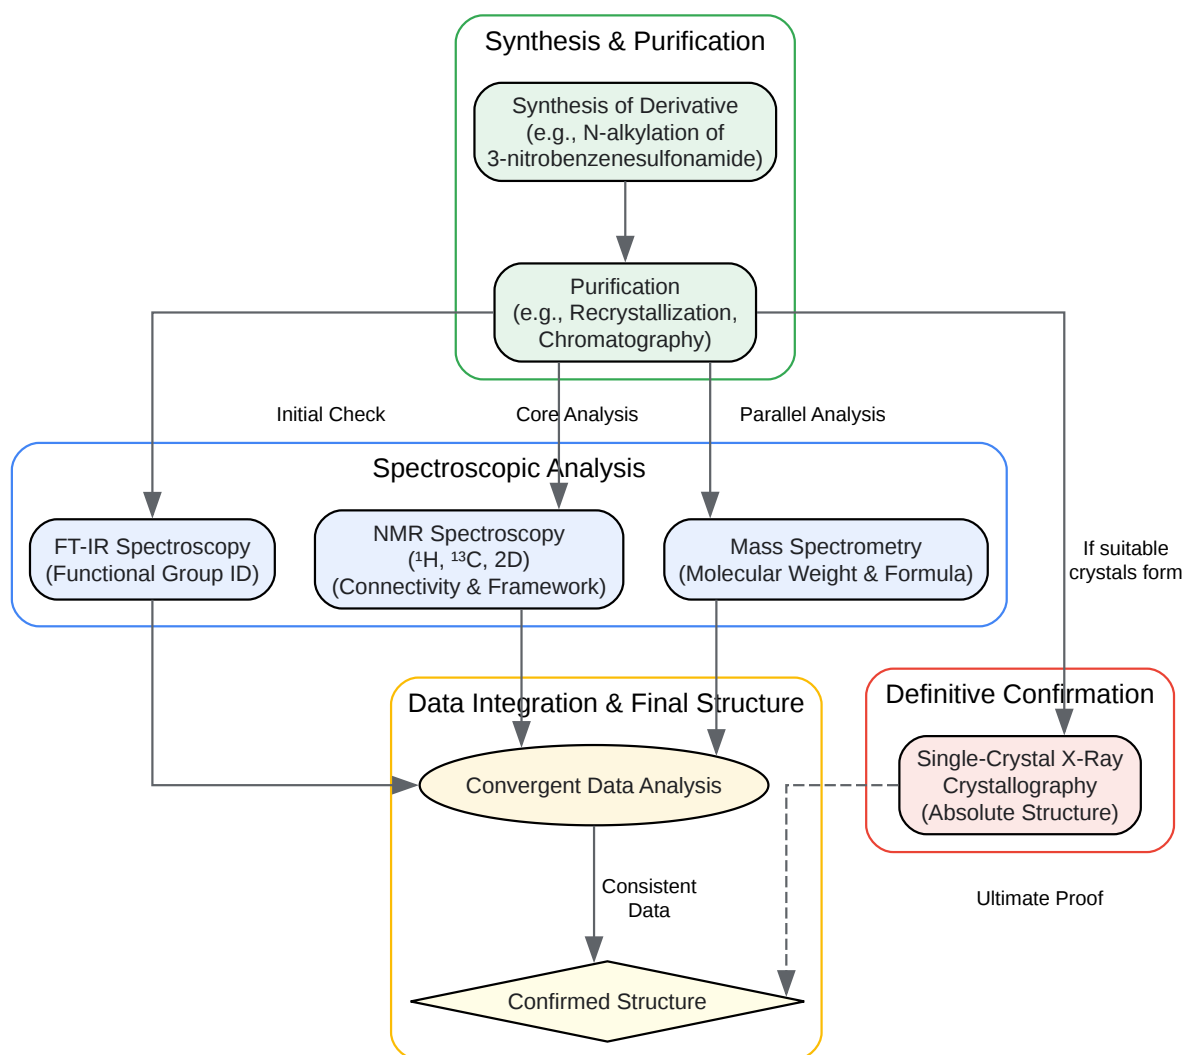 Synthesis & Purification
Synthesis of Derivative
(e.g., N-alkylation of
3-nitrobenzenesulfonamide)
Purification
(e.g., Recrystallization,
Chromatography)
Initial Check
Core Analysis
Parallel Analysis
Spectroscopic Analysis
FT-IR Spectroscopy
(Functional Group ID)
NMR Spectroscopy
(¹H, ¹³C, 2D)
(Connectivity & Framework)
Mass Spectrometry
(Molecular Weight & Formula)
If suitable
crystals form
Data Integration & Final Structure
Definitive Confirmation
Convergent Data Analysis
Single-Crystal X-Ray
Crystallography
(Absolute Structure)
Consistent
Data
Ultimate Proof
Confirmed Structure